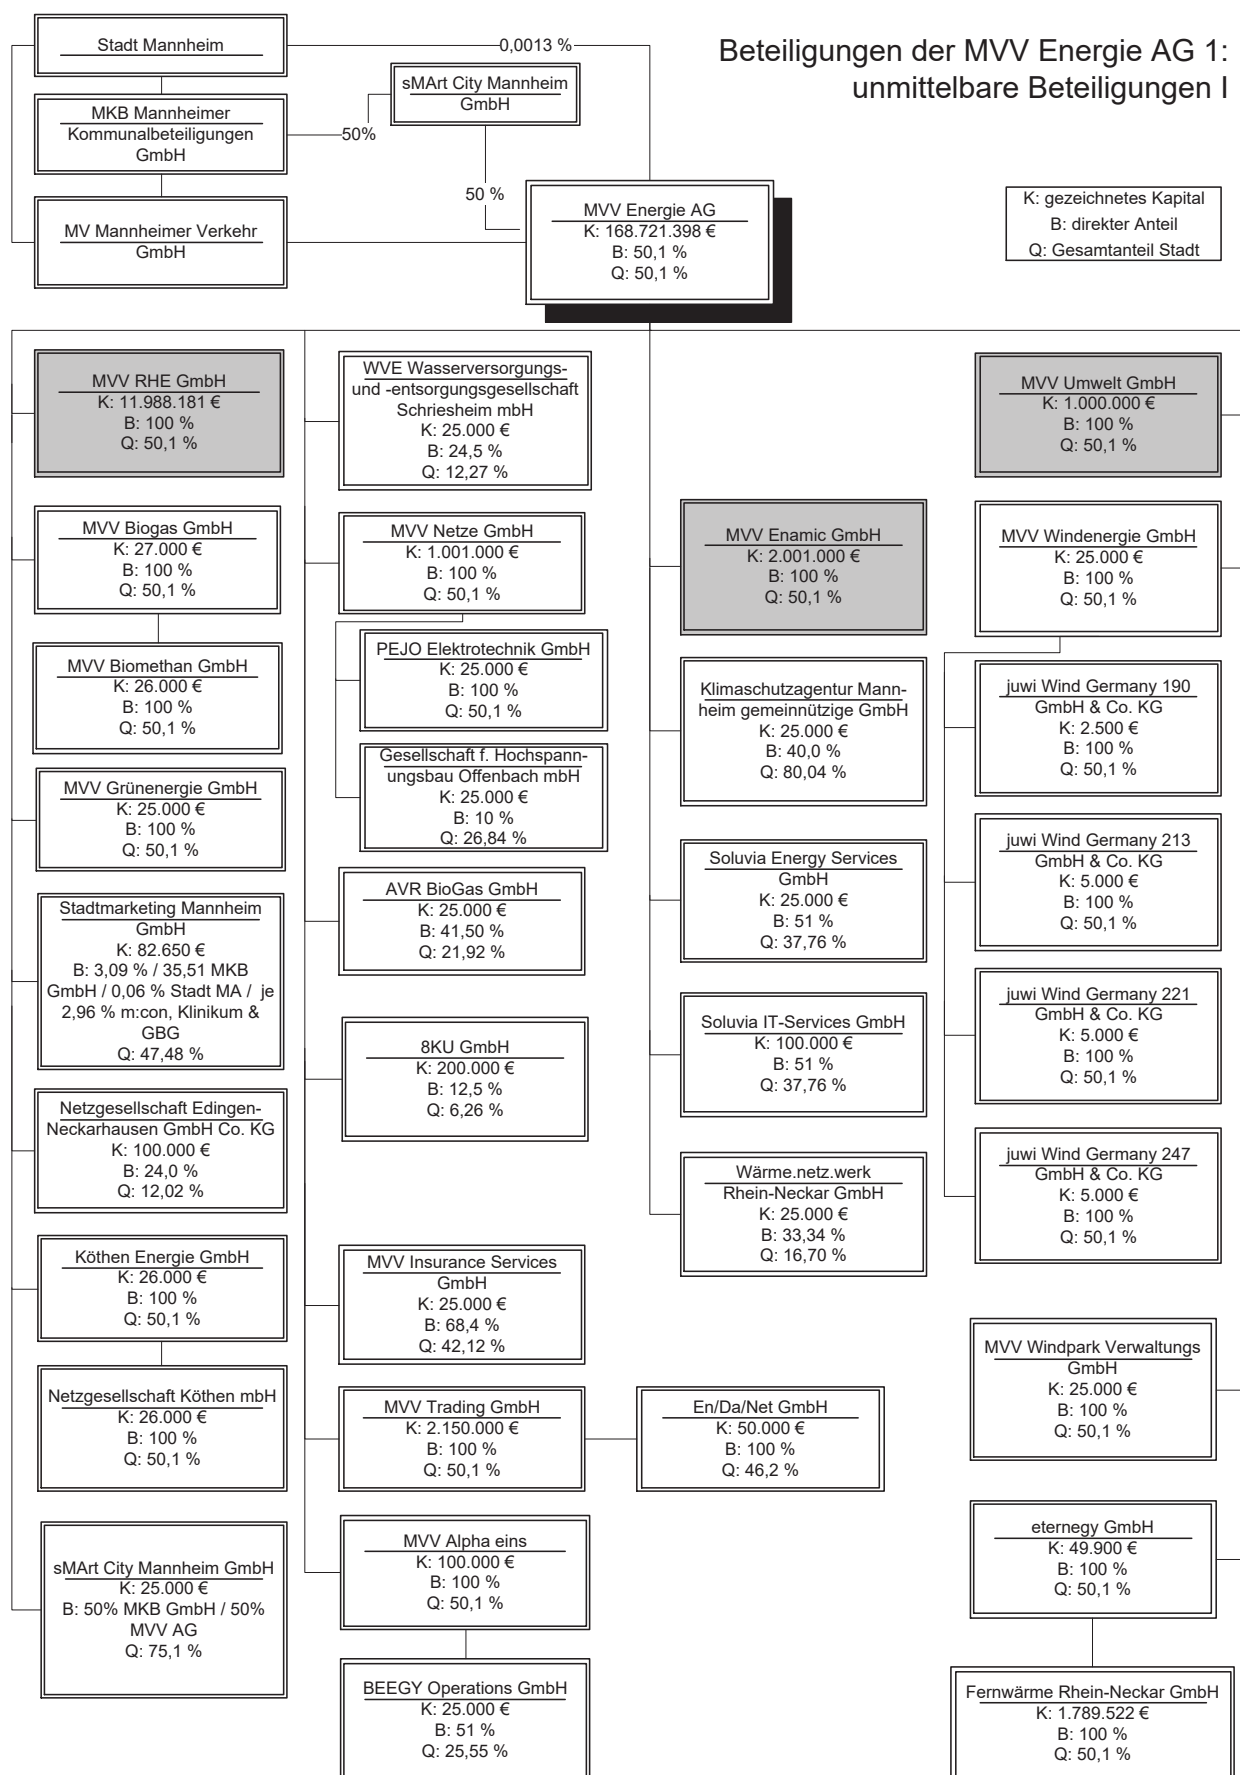 Beteiligungen der MVV Energie AG 1:
unmittelbare Beteiligungen I
Stadt Mannheim
0,0013 %
sMArt City Mannheim
GmbH
MKB Mannheimer
Kommunalbeteiligungen
GmbH
50%
50 %
MV Mannheimer Verkehr
GmbH
MVV Energie AG
K: 168.721.398 €
B: 50,1 %
Q: 50,1 %
K: gezeichnetes Kapital
B: direkter Anteil
Q: Gesamtanteil Stadt
MVV RHE GmbH
K: 11.988.181 €
B: 100 %
Q: 50,1 %
MVV Biogas GmbH
K: 27.000 €
B: 100 %
Q: 50,1 %
MVV Biomethan GmbH
K: 26.000 €
B: 100 %
Q: 50,1 %
MVV Grünenergie GmbH
K: 25.000 €
B: 100 %
Q: 50,1 %
Stadtmarketing Mannheim
GmbH
K: 82.650 €
B: 3,09 % / 35,51 MKB
GmbH / 0,06 % Stadt MA / je
2,96 % m:con, Klinikum &
GBG
Q: 47,48 %
Netzgesellschaft Edingen-
Neckarhausen GmbH Co. KG
K: 100.000 €
B: 24,0 %
Q: 12,02 %
Köthen Energie GmbH
K: 26.000 €
B: 100 %
Q: 50,1 %
Netzgesellschaft Köthen mbH
K: 26.000 €
B: 100 %
Q: 50,1 %
sMArt City Mannheim GmbH
K: 25.000 €
B: 50% MKB GmbH / 50%
MVV AG
Q: 75,1 %
WVE Wasserversorgungs-
und -entsorgungsgesellschaft
Schriesheim mbH
K: 25.000 €
B: 24,5 %
Q: 12,27 %
MVV Netze GmbH
K: 1.001.000 €
B: 100 %
Q: 50,1 %
PEJO Elektrotechnik GmbH
K: 25.000 €
B: 100 %
Q: 50,1 %
Gesellschaft f. Hochspann-
ungsbau Offenbach mbH
K: 25.000 €
B: 10 %
Q: 26,84 %
AVR BioGas GmbH
K: 25.000 €
B: 41,50 %
Q: 21,92 %
8KU GmbH
K: 200.000 €
B: 12,5 %
Q: 6,26 %
MVV Insurance Services
GmbH
K: 25.000 €
B: 68,4 %
Q: 42,12 %
MVV Trading GmbH
K: 2.150.000 €
B: 100 %
Q: 50,1 %
En/Da/Net GmbH
K: 50.000 €
B: 100 %
Q: 46,2 %
MVV Alpha eins
K: 100.000 €
B: 100 %
Q: 50,1 %
BEEGY Operations GmbH
K: 25.000 €
B: 51 %
Q: 25,55 %
MVV Enamic GmbH
K: 2.001.000 €
B: 100 %
Q: 50,1 %
Klimaschutzagentur Mann-
heim gemeinnützige GmbH
K: 25.000 €
B: 40,0 %
Q: 80,04 %
Soluvia Energy Services
GmbH
K: 25.000 €
B: 51 %
Q: 37,76 %
Soluvia IT-Services GmbH
K: 100.000 €
B: 51 %
Q: 37,76 %
Wärme.netz.werk
Rhein-Neckar GmbH
K: 25.000 €
B: 33,34 %
Q: 16,70 %
MVV Umwelt GmbH
K: 1.000.000 €
B: 100 %
Q: 50,1 %
MVV Windenergie GmbH
K: 25.000 €
B: 100 %
Q: 50,1 %
juwi Wind Germany 190
GmbH & Co. KG
K: 2.500 €
B: 100 %
Q: 50,1 %
juwi Wind Germany 213
GmbH & Co. KG
K: 5.000 €
B: 100 %
Q: 50,1 %
juwi Wind Germany 221
GmbH & Co. KG
K: 5.000 €
B: 100 %
Q: 50,1 %
juwi Wind Germany 247
GmbH & Co. KG
K: 5.000 €
B: 100 %
Q: 50,1 %
MVV Windpark Verwaltungs
GmbH
K: 25.000 €
B: 100 %
Q: 50,1 %
eternegy GmbH
K: 49.900 €
B: 100 %
Q: 50,1 %
Fernwärme Rhein-Neckar GmbH
K: 1.789.522 €
B: 100 %
Q: 50,1 %